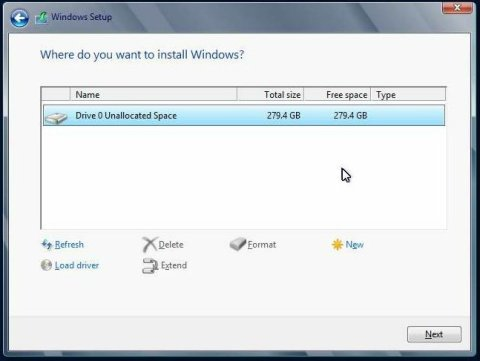 Windows Setup
Where do you want to install Windows?
Name Total size Free space Type
Drive 0 Unallocated Space 279.4 GB 279.4 GB
Refresh Delete Format New
Load driver Extend
Next